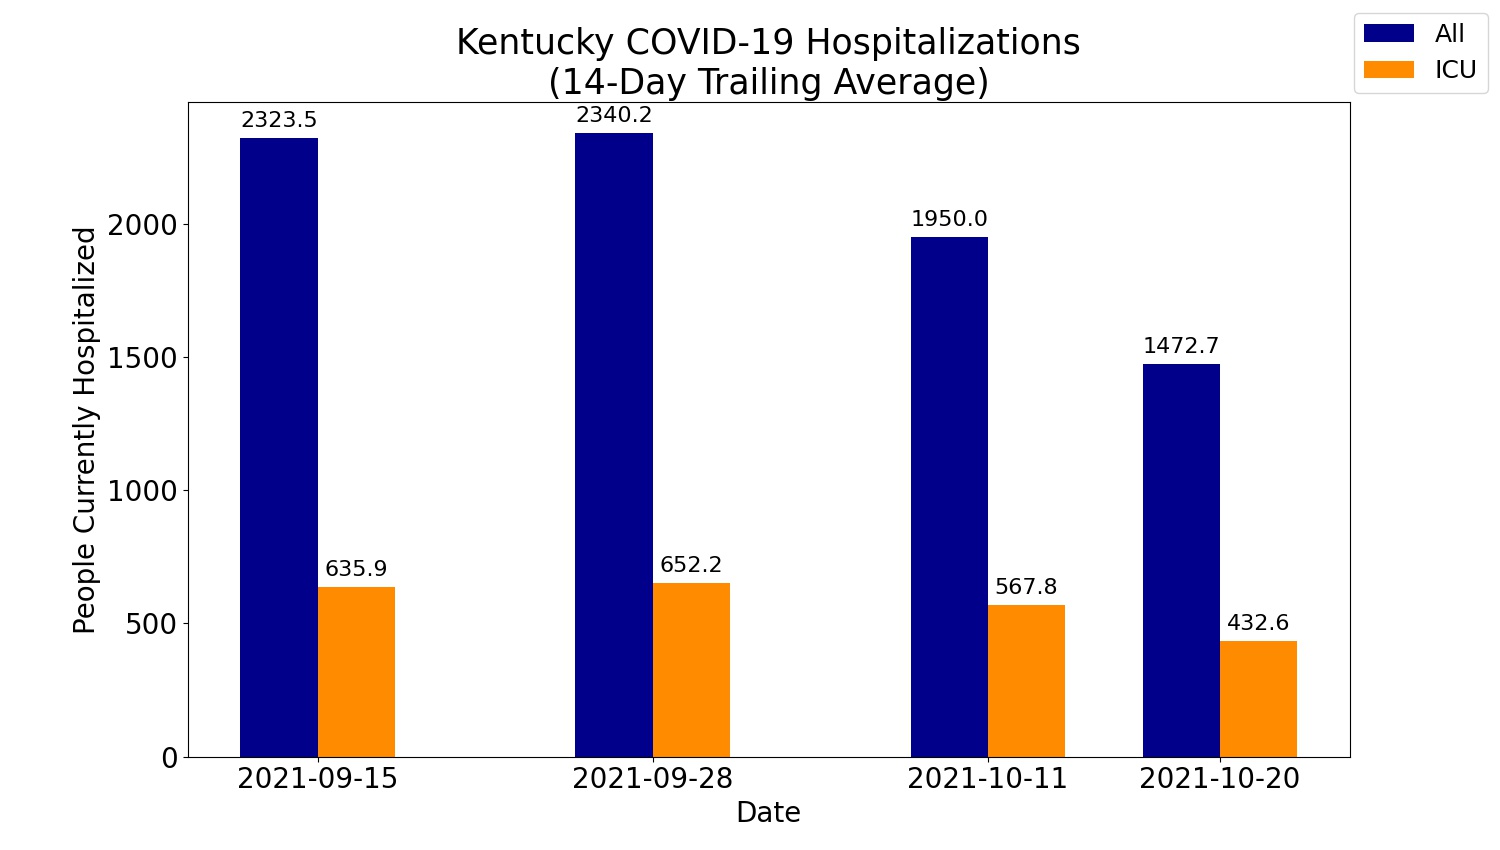 Kentucky COVID-19 Hospitalizations
(14-Day Trailing Average)
All
ICU
People Currently Hospitalized
2000
1500
1000
500
0
2323.5
635.9
2340.2
652.2
1950.0
567.8
1472.7
432.6
2021-09-15
2021-09-28
2021-10-11
2021-10-20
Date